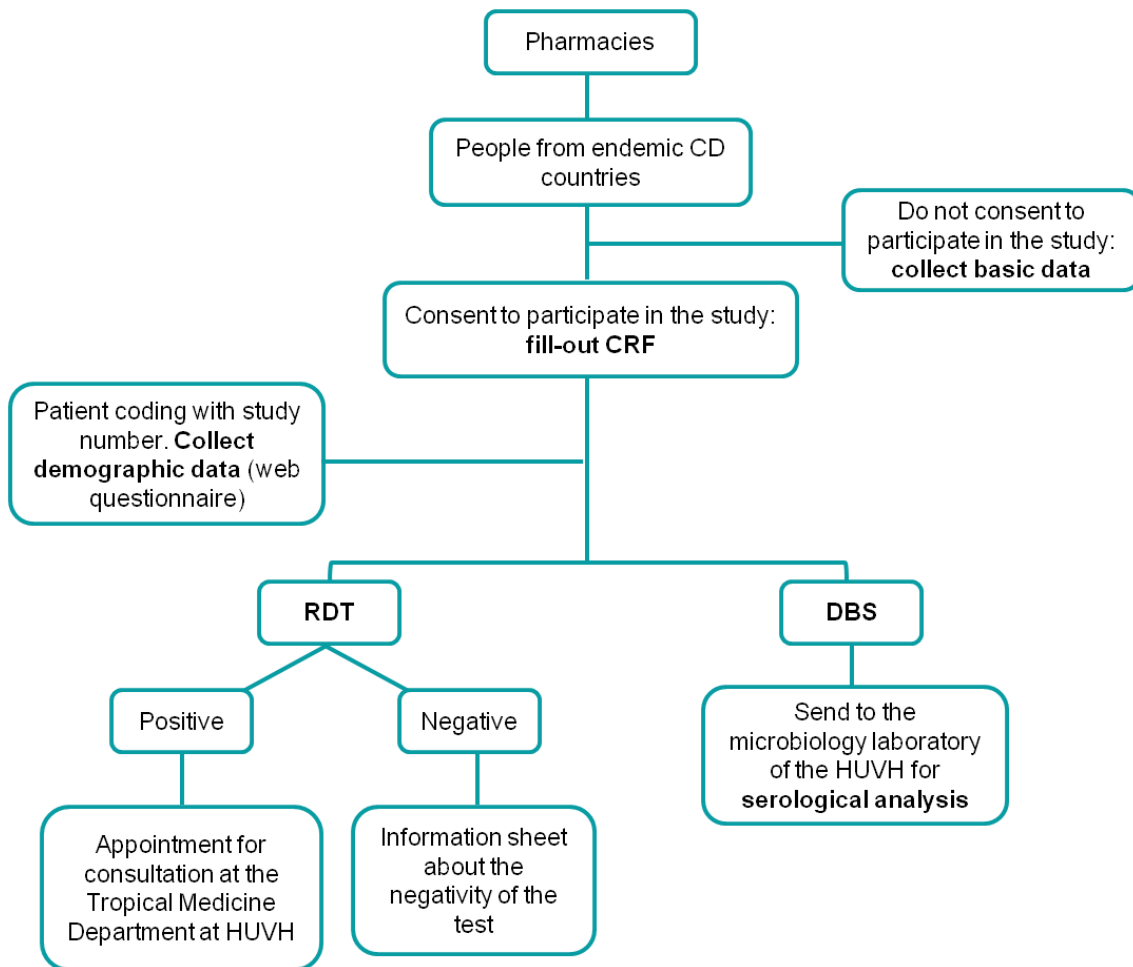 Pharmacies
People from endemic CD
countries
Do not consent to
participate in the study:
collect basic data
Consent to participate in the study:
fill-out CRF
Patient coding with study
number. Collect
demographic data (web
questionnaire)
RDT
DBS
Positive
Negative
Send to the
microbiology laboratory
of the HUVH for
serological analysis
Appointment for
consultation at the
Tropical Medicine
Department at HUVH
Information sheet
about the
negativity of the
test